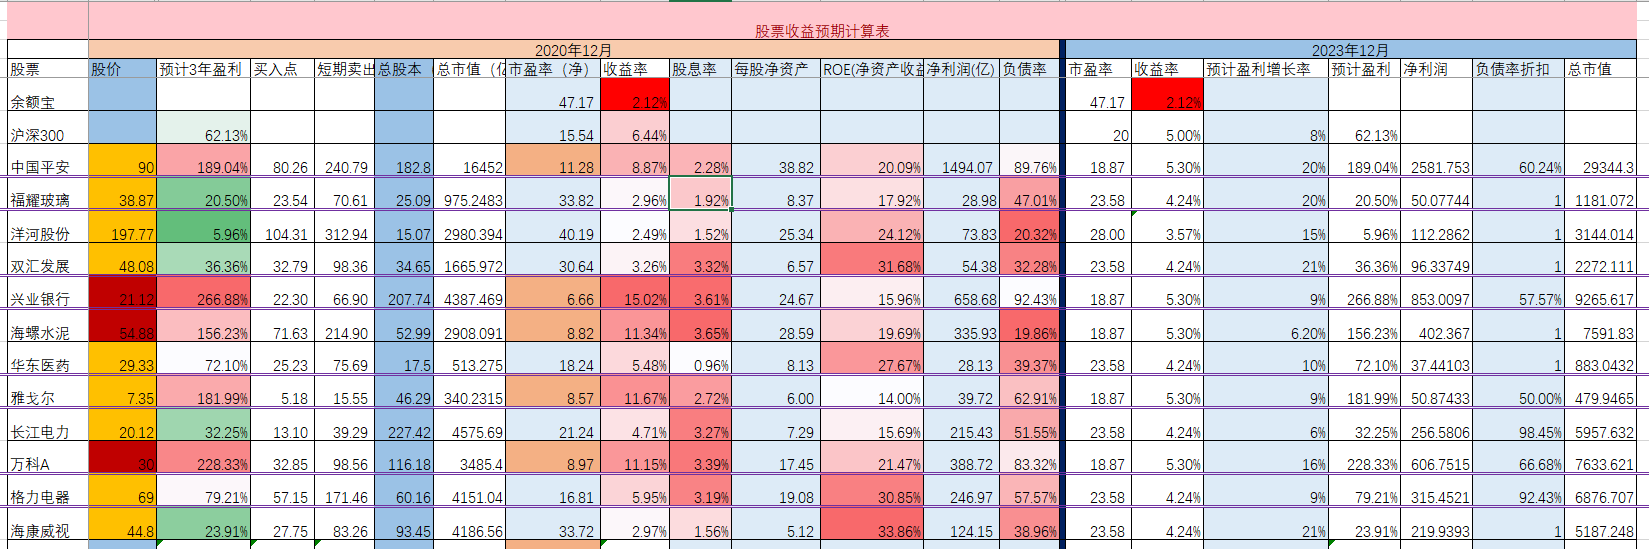 股票收益预期计算表
2020年12月 2023年12月
股票 股价 预计3年盈利 买入点 短期卖出 总股本 ( 总市值 (亿 市盈率 (净) 收益率 股息率 每股净资产 ROE(净资产收益 净利润(亿) 负债率 市盈率 收益率 预计盈利增长率 预计盈利 净利润 负债率折扣 总市值
余额宝 47.17 2.12% 47.17 2.12%
沪深300 62.13% 15.54 6.44% 20 5.00% 8% 62.13%
中国平安 90 189.04% 80.26 240.79 182.8 16452 11.28 8.87% 2.28% 38.82 20.09% 1494.07 89.76% 18.87 5.30% 20% 189.04% 2581.753 60.24% 29344.3
福耀玻璃 38.87 20.50% 23.54 70.61 25.09 975.2483 33.82 2.96% 1.92% 8.37 17.92% 28.98 47.01% 23.58 4.24% 20% 20.50% 50.07744 1 1181.072
洋河股份 197.77 5.96% 104.31 312.94 15.07 2980.394 40.19 2.49% 1.52% 25.34 24.12% 73.83 20.32% 28.00 3.57% 15% 5.96% 112.2862 1 3144.014
双汇发展 48.08 36.36% 32.79 98.36 34.65 1665.972 30.64 3.26% 3.32% 6.57 31.68% 54.38 32.28% 23.58 4.24% 21% 36.36% 96.33749 1 2272.111
兴业银行 21.12 266.88% 22.30 66.90 207.74 4387.469 6.66 15.02% 3.61% 24.67 15.96% 658.68 92.43% 18.87 5.30% 9% 266.88% 853.0097 57.57% 9265.617
海螺水泥 54.88 156.23% 71.63 214.90 52.99 2908.091 8.82 11.34% 3.65% 28.59 19.69% 335.93 19.86% 18.87 5.30% 6.20% 156.23% 402.367 1 7591.83
华东医药 29.33 72.10% 25.23 75.69 17.5 513.275 18.24 5.48% 0.96% 8.13 27.67% 28.13 39.37% 23.58 4.24% 10% 72.10% 37.44103 1 883.0432
雅戈尔 7.35 181.99% 5.18 15.55 46.29 340.2315 8.57 11.67% 2.72% 6.00 14.00% 39.72 62.91% 18.87 5.30% 9% 181.99% 50.87433 50.00% 479.9465
长江电力 20.12 32.25% 13.10 39.29 227.42 4575.69 21.24 4.71% 3.27% 7.29 15.69% 215.43 51.55% 23.58 4.24% 6% 32.25% 256.5806 98.45% 5957.632
万科A 30 228.33% 32.85 98.56 116.18 3485.4 8.97 11.15% 3.39% 17.45 21.47% 388.72 83.32% 18.87 5.30% 16% 228.33% 606.7515 66.68% 7633.621
格力电器 69 79.21% 57.15 171.46 60.16 4151.04 16.81 5.95% 3.19% 19.08 30.85% 246.97 57.57% 23.58 4.24% 9% 79.21% 315.4521 92.43% 6876.707
海康威视 44.8 23.91% 27.75 83.26 93.45 4186.56 33.72 2.97% 1.56% 5.12 33.86% 124.15 38.96% 23.58 4.24% 21% 23.91% 219.9393 1 5187.248